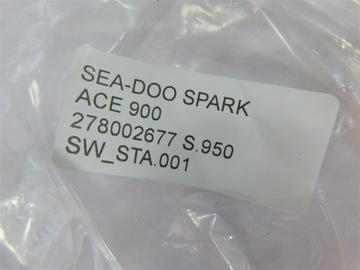 SEA-DOO SPARK
ACE 900
278002677 S.950
SW_STA.001